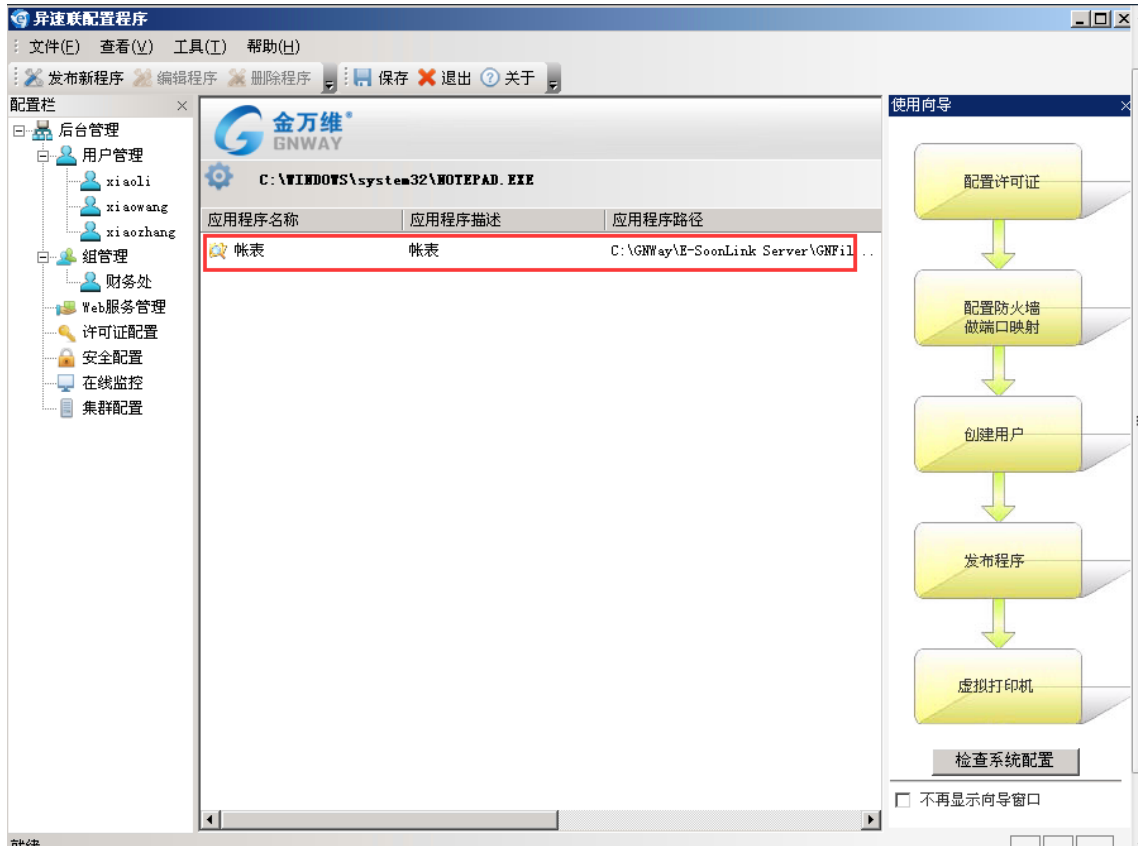 异速联配置程序
文件(F) 查看(V) 工具(T) 帮助(H)
发布新程序 编辑程序 删除程序 保存 退出 关于
配置栏
后台管理
用户管理
xiaoli
xiaowang
xiaozhang
组管理
财务处
Web服务管理
许可证配置
安全配置
在线监控
集群配置
金万维®
GNWAY
C:\WINDOWS\system32\NOTEPAD.EXE
应用程序名称 应用程序描述 应用程序路径
帐表 帐表 C:\GNWay\E-SoonLink Server\GNFil...
使用向导
配置许可证
配置防火墙
做端口映射
创建用户
发布程序
虚拟打印机
检查系统配置
不再显示向导窗口
就绪